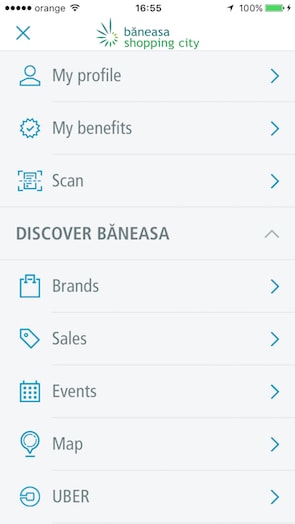 orange 16:55 100%
băneasa
shopping city
My profile
My benefits
Scan
DISCOVER BĂNEASA
Brands
Sales
Events
Map
UBER